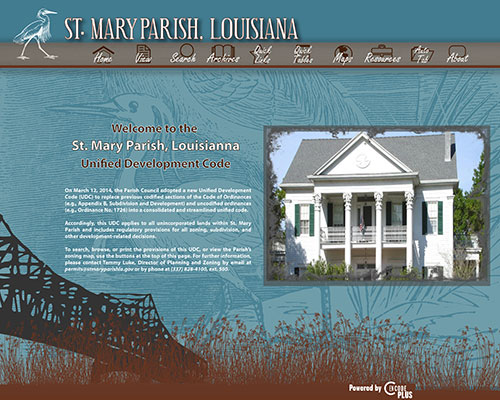 ST. MARY PARISH, LOUISIANA
Home View Search Archives Quick Links Quick Tables Maps Resources Auto-Tab About
Welcome to the
St. Mary Parish, Louisianna
Unified Development Code
On March 12, 2014, the Parish Council adopted a new Unified Development
Code (UDC) to replace previous codified sections of the Code of Ordinances
(e.g., Appendix B, Subdivision and Development) and uncodified ordinances
(e.g., Ordinance No. 1726) into a consolidated and streamlined unified code.
Accordingly, this UDC applies to all unincorporated lands within St. Mary
Parish and includes regulatory provisions for all zoning, subdivision, and
other development-related decisions.
To search, browse, or print the provisions of this UDC, or view the Parish's
zoning map, use the buttons at the top of this page. For further information,
please contact Tammy Luke, Director of Planning and Zoning by email at
permits@stmaryparishla.gov or by phone at (337) 828-4100, ext. 500.
Powered by ENCODE
PLUS